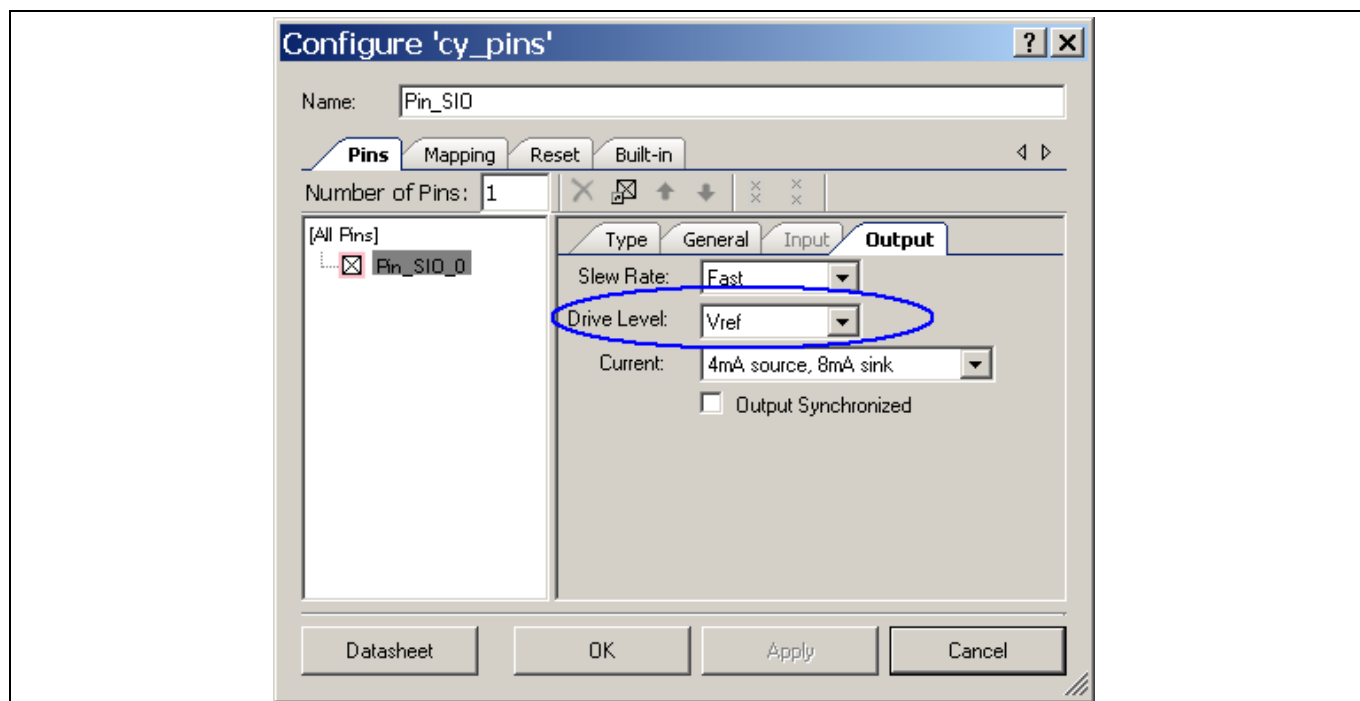 Configure 'cy_pins'
Name: Pin_SIO
Pins Mapping Reset Built-in
Number of Pins: 1
[All Pins]
Pin_SIO_0
Type General Input Output
Slew Rate: Fast
Drive Level: Vref
Current: 4mA source, 8mA sink
Output Synchronized
Datasheet OK Apply Cancel